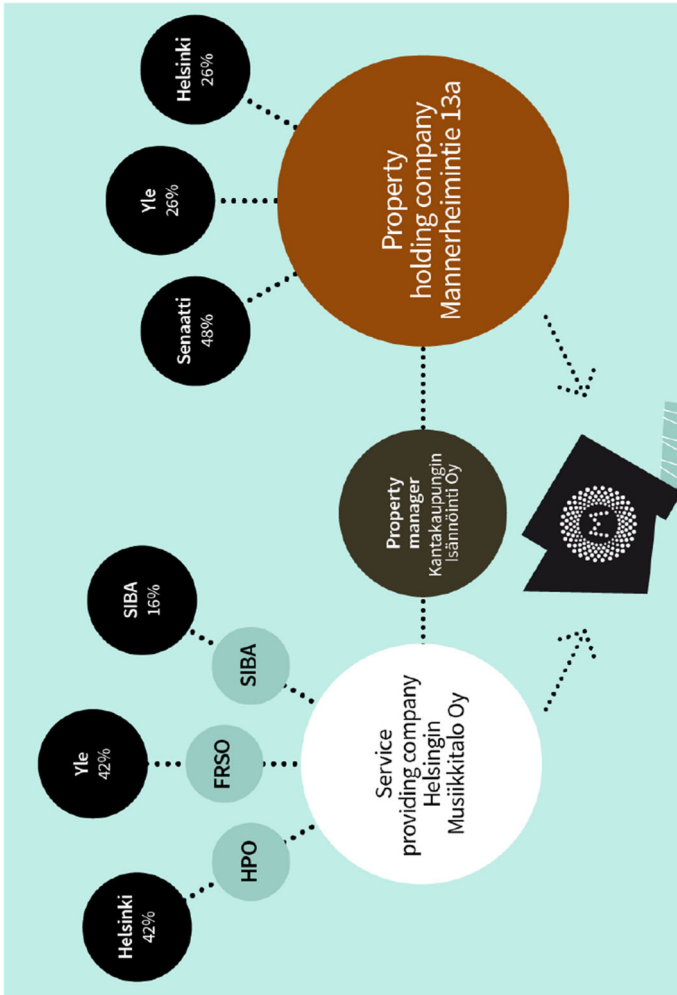 Helsinki
42%
Yle
42%
SIBA
16%
HPO
FRSO
SIBA
Service
providing company
Helsingin
Musiikkitalo Oy
Property
manager
Kantakaupungin
Isännöinti Oy
Senaatti
48%
Yle
26%
Helsinki
26%
Property
holding company
Mannerheimintie 13a